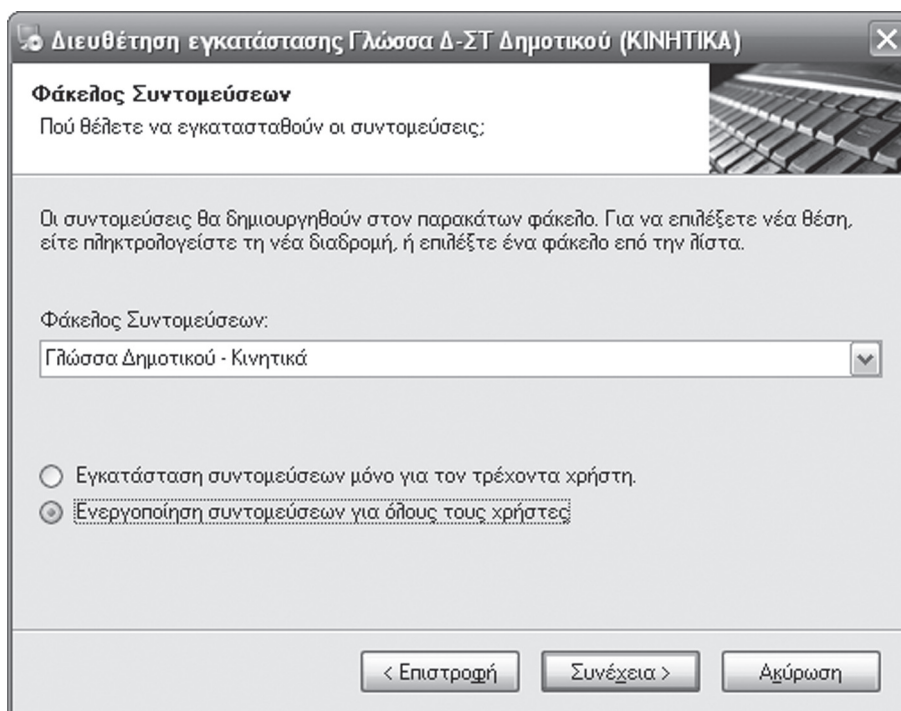 Διευθέτηση εγκατάστασης Γλώσσα Δ-ΣΤ Δημοτικού (ΚΙΝΗΤΙΚΑ)
Φάκελος Συντομεύσεων
Πού θέλετε να εγκατασταθούν οι συντομεύσεις;
Οι συντομεύσεις θα δημιουργηθούν στον παρακάτων φάκελο. Για να επιλέξετε νέα θέση,
είτε πληκτρολογείστε τη νέα διαδρομή, ή επιλέξτε ένα φάκελο επό την λίστα.
Φάκελος Συντομεύσεων:
Γλώσσα Δημοτικού - Κινητικά
Εγκατάσταση συντομεύσεων μόνο για τον τρέχοντα χρήστη.
Ενεργοποίηση συντομεύσεων για όλους τους χρήστες
< Επιστροφή Συνέχεια > Ακύρωση